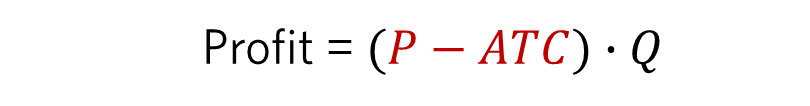 Profit = (P − ATC) · Q